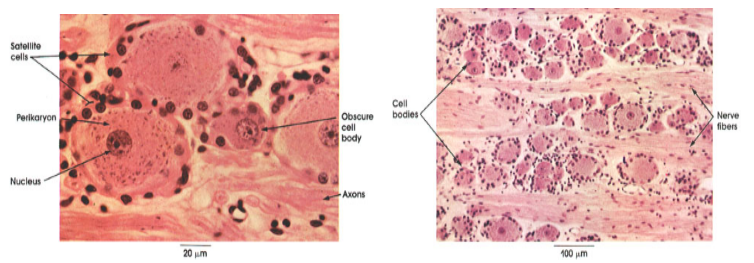 Satellite
cells
Perikaryon
Nucleus
Obscure
cell
body
Axons
20 μm
Cell
bodies
Nerve
fibers
100 μm